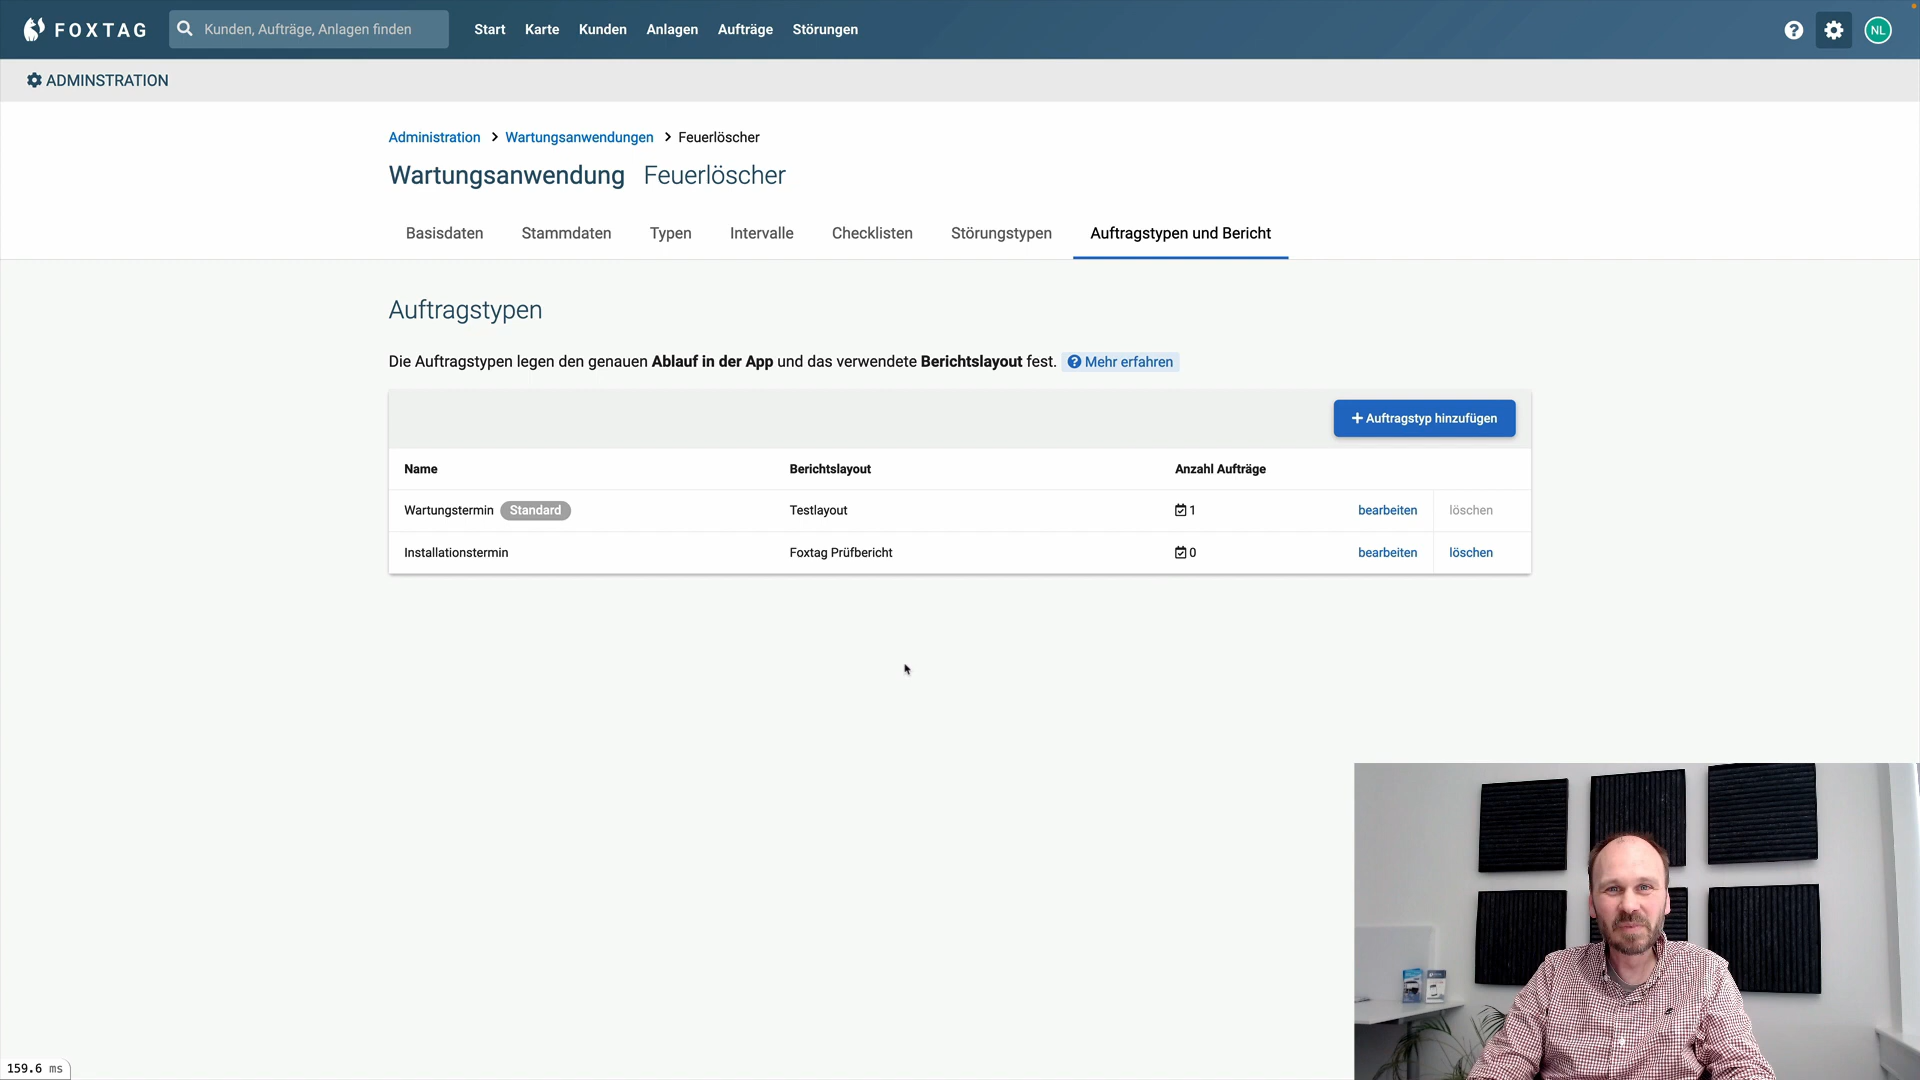 FOXTAG
Kunden, Aufträge, Anlagen finden
Start
Karte
Kunden
Anlagen
Aufträge
Störungen
NL
ADMINSTRATION
Administration > Wartungsanwendungen > Feuerlöscher
Wartungsanwendung Feuerlöscher
Basisdaten
Stammdaten
Typen
Intervalle
Checklisten
Störungstypen
Auftragstypen und Bericht
Auftragstypen
Die Auftragstypen legen den genauen Ablauf in der App und das verwendete Berichtslayout fest. Mehr erfahren
+ Auftragstyp hinzufügen
Name Berichtslayout Anzahl Aufträge
Wartungstermin Standard Testlayout 1 bearbeiten löschen
Installationstermin Foxtag Prüfbericht 0 bearbeiten löschen
159.6 ms